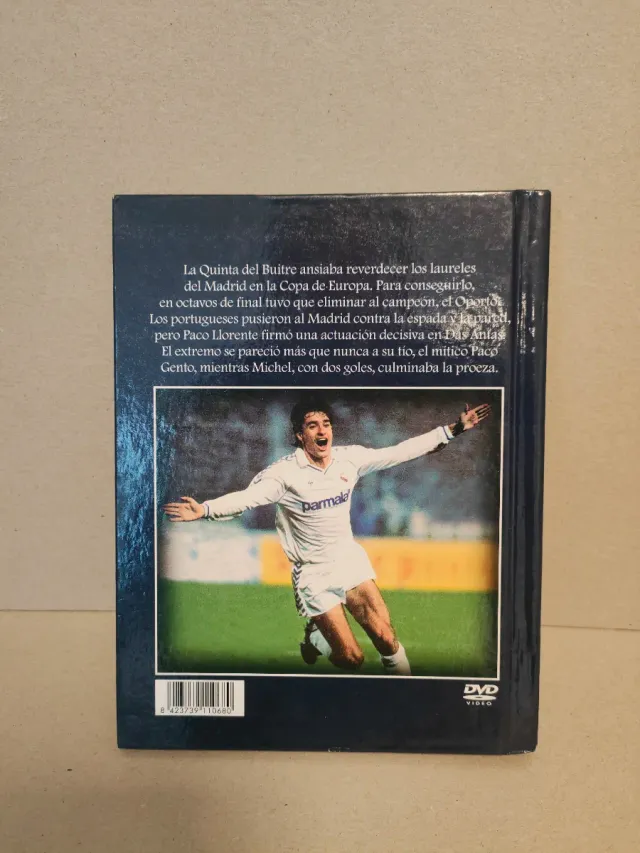 La Quinta del Buitre ansiaba reverdecer los laureles
del Madrid en la Copa de Europa. Para conseguirlo,
en octavos de final tuvo que eliminar al campeón, el Oporto.
Los portugueses pusieron al Madrid contra la espada y la pared,
pero Paco Llorente firmó una actuación decisiva en Das Antas.
El extremo se pareció más que nunca a su tío, el mítico Paco
Gento, mientras Michel, con dos goles, culminaba la proeza.
parmalat
8 423739 110680
DVD
VIDEO